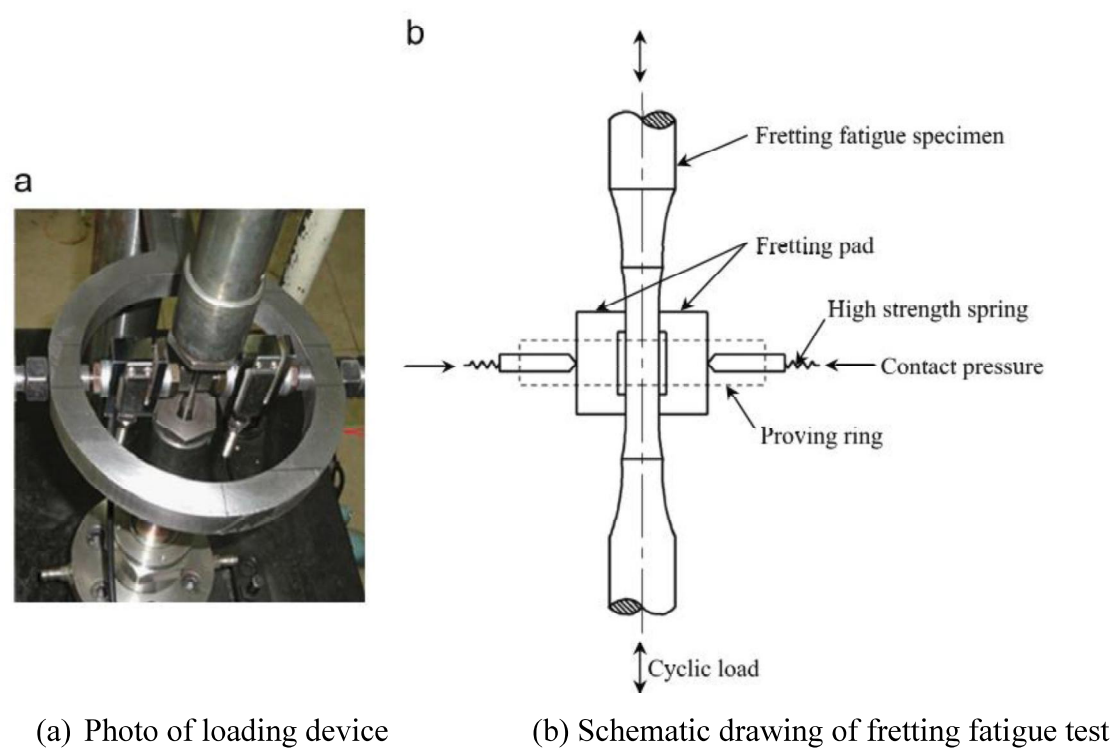 b
a
Fretting fatigue specimen
Fretting pad
High strength spring
Contact pressure
Proving ring
Cyclic load
(a) Photo of loading device
(b) Schematic drawing of fretting fatigue test